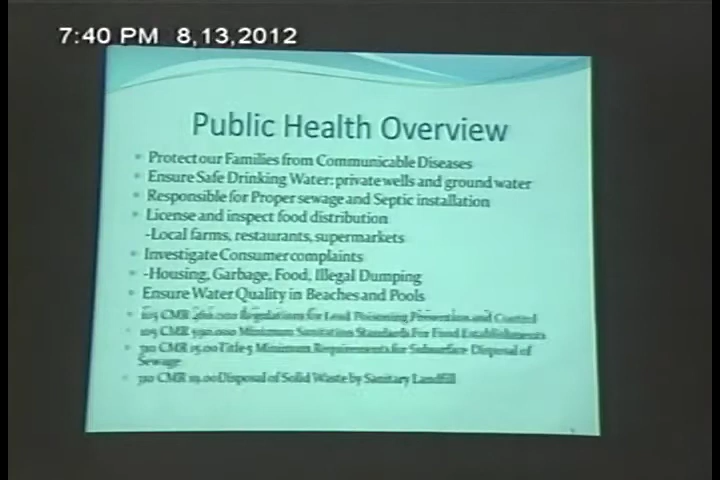 7:40 PM 8,13,2012
Public Health Overview
Protect our Families from Communicable Diseases
Ensure Safe Drinking Water: private wells and ground water
Responsible for Proper sewage and Septic installation
License and inspect food distribution
-Local farms, restaurants, supermarkets
Investigate Consumer complaints
-Housing, Garbage, Food, Illegal Dumping
Ensure Water Quality in Beaches and Pools
105 CMR 460.000 Regulations for Lead Poisoning Prevention and Control
105 CMR 590.000 Minimum Sanitation Standards For Food Establishments
310 CMR 15.00 Title 5 Minimum Requirements for Subsurface Disposal of
Sewage
310 CMR 19.00 Disposal of Solid Waste by Sanitary Landfill